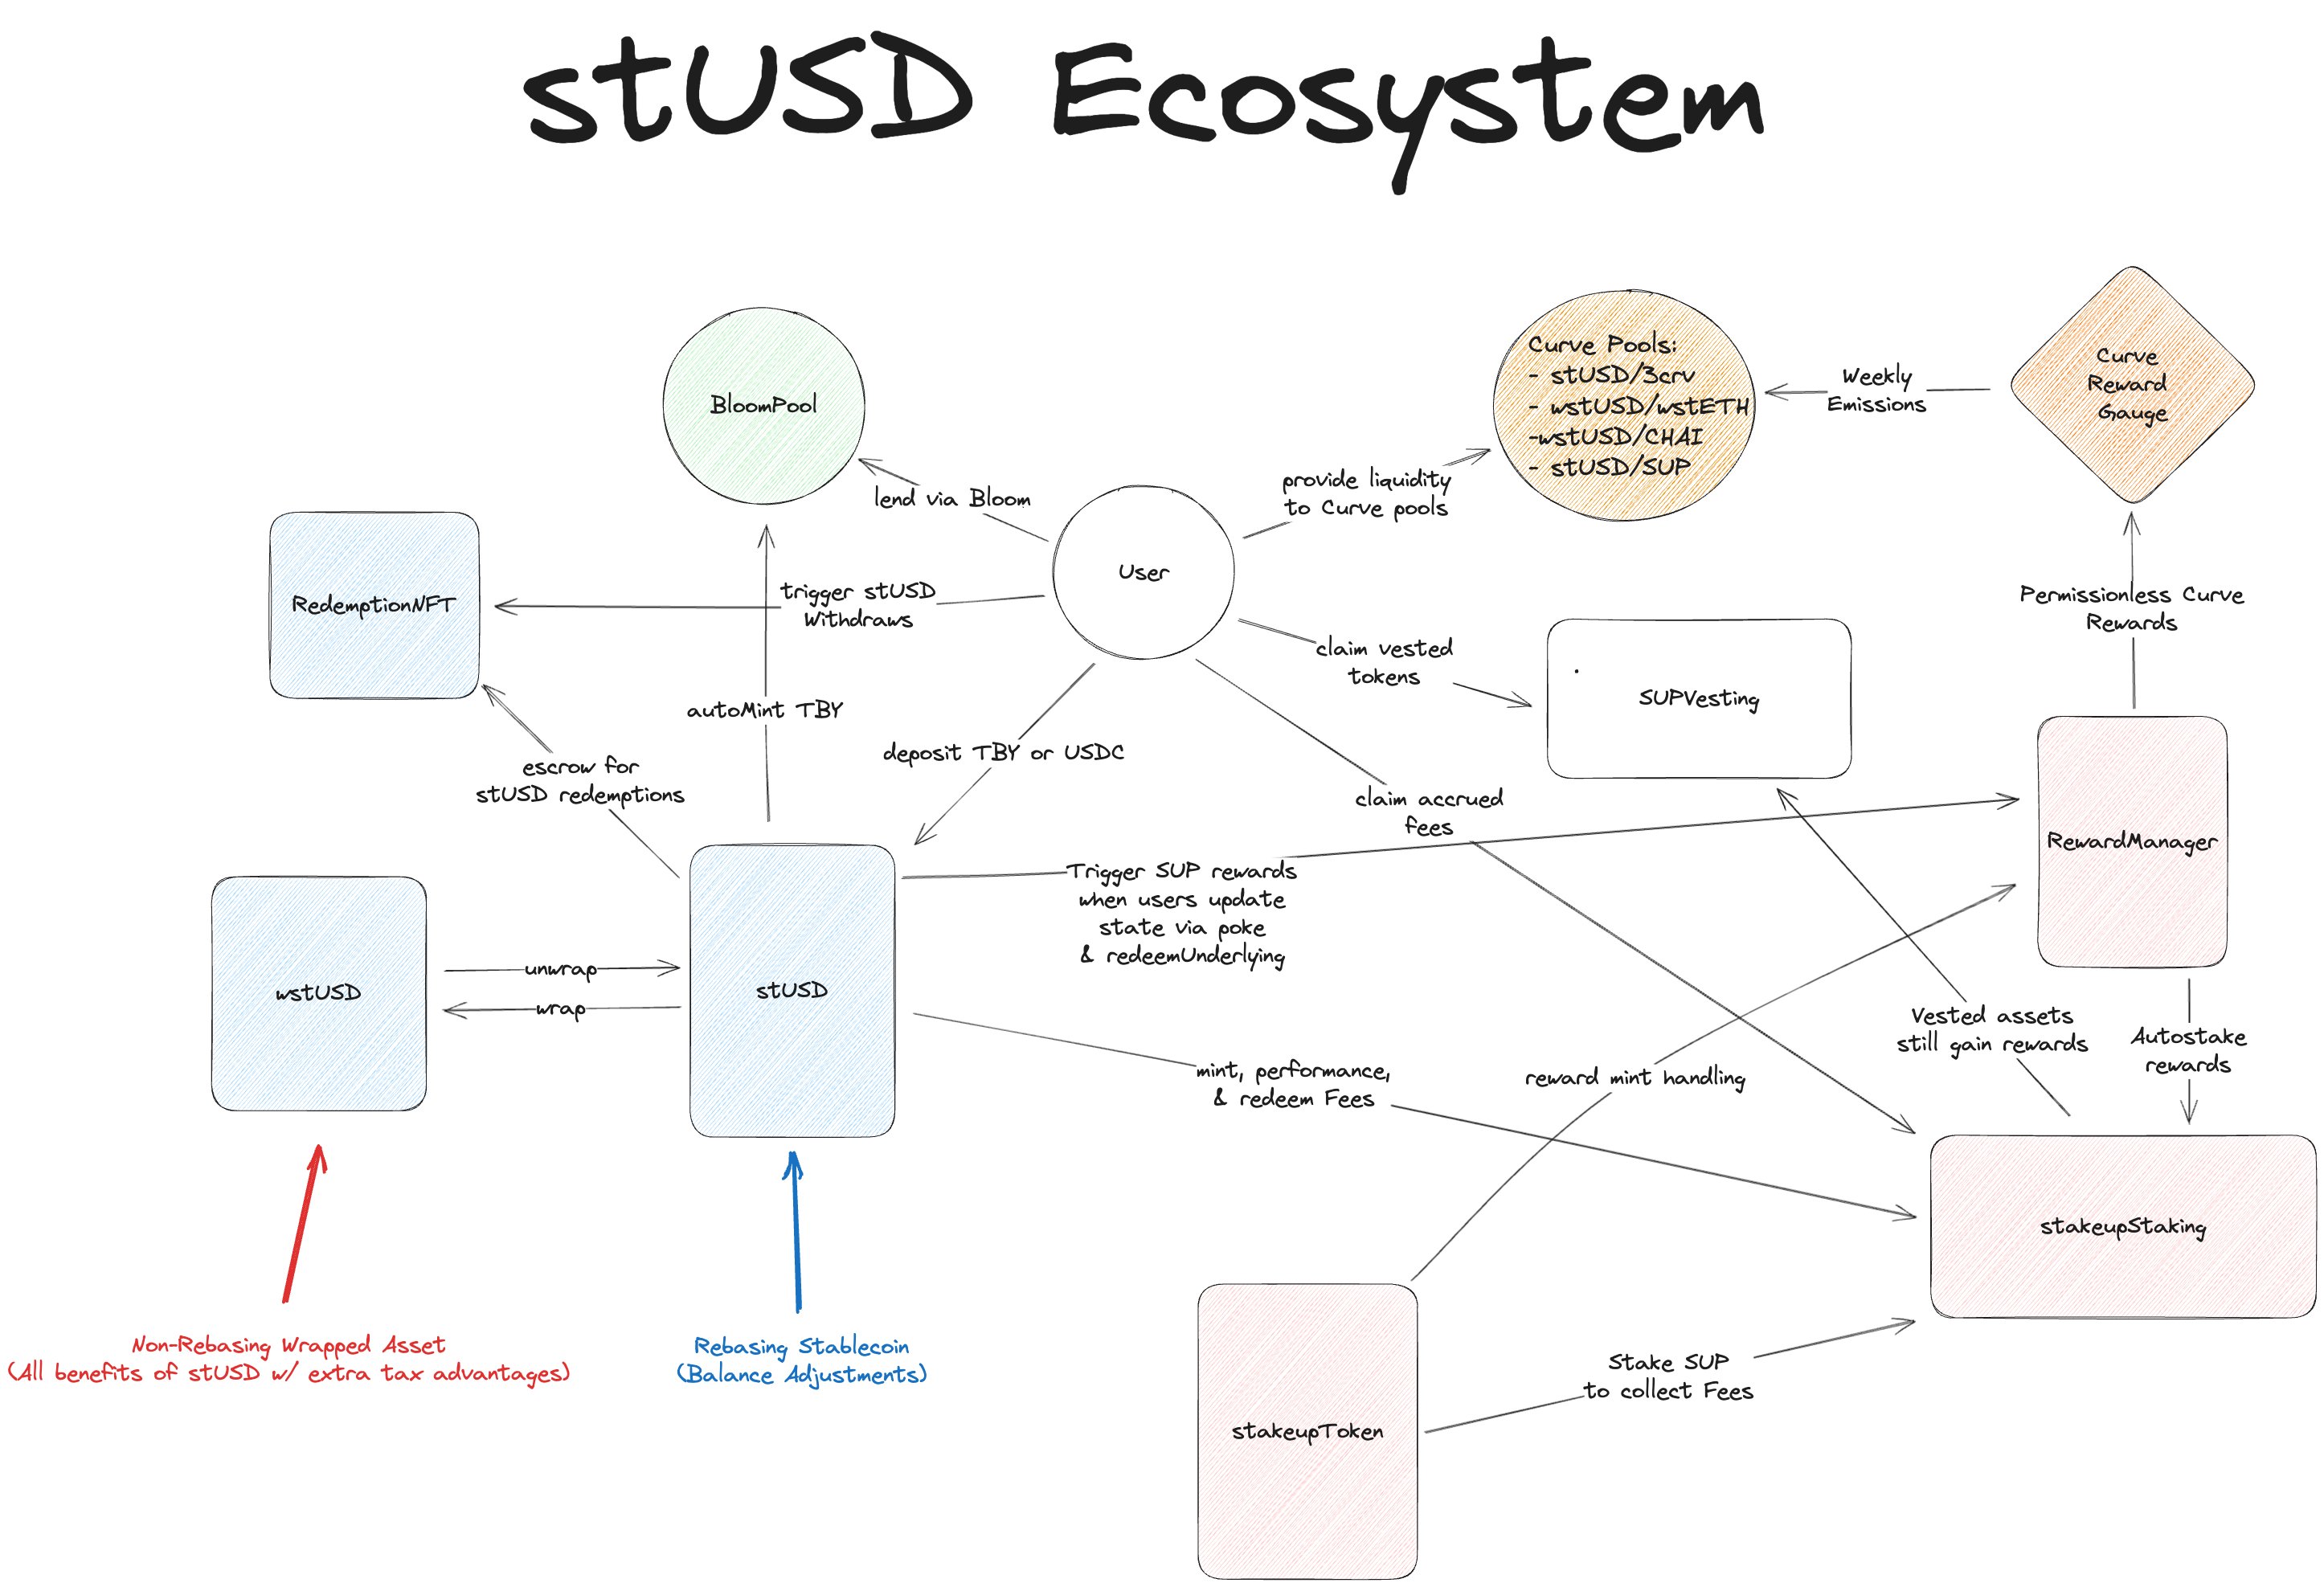 stUSD Ecosystem
Curve Pools:
- stUSD/3crv
- wstUSD/wstETH
-wstUSD/CHAI
- stUSD/SUP
Weekly
Emissions
Curve
Reward
Gauge
BloomPool
lend via Bloom
provide liquidity
to Curve pools
User
RedemptionNFT
trigger stUSD
Withdraws
claim vested
tokens
SUPVesting
Permissionless Curve
Rewards
autoMint TBY
deposit TBY or USDC
escrow for
stUSD redemptions
claim accrued
fees
RewardManager
Trigger SUP rewards
when users update
state via poke
& redeemUnderlying
wstUSD
unwrap
wrap
stUSD
Vested assets
still gain rewards
Autostake
rewards
mint, performance,
& redeem Fees
reward mint handling
stakeupStaking
Non-Rebasing Wrapped Asset
(All benefits of stUSD w/ extra tax advantages)
Rebasing Stablecoin
(Balance Adjustments)
Stake SUP
to collect Fees
stakeupToken